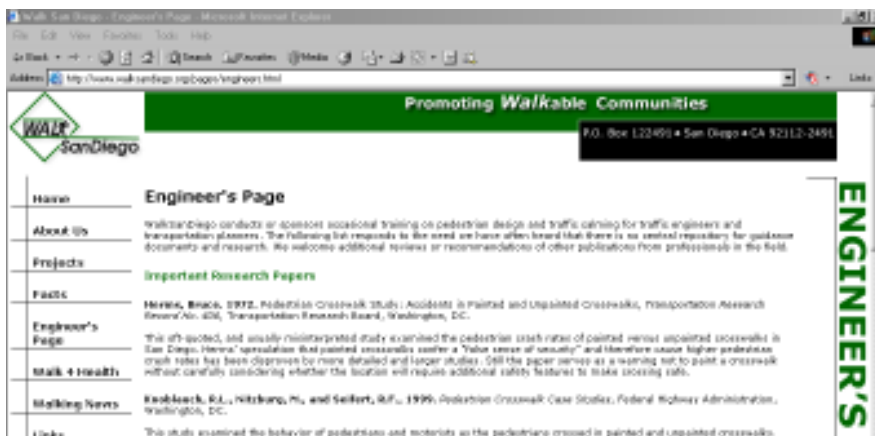 Walk San Diego - Engineer's Page - Microsoft Internet Explorer
File Edit View Favorites Tools Help
Back Search Favorites Media
Address http://www.walksandiego.org/pages/engineer.html Links
Promoting Walkable Communities
WALK
SanDiego
P.O. Box 122491 • San Diego • CA 92112-2491
Home
About Us
Projects
Facts
Engineer's
Page
Walk 4 Health
Walking News
Links
Engineer's Page
WalkSanDiego conducts or sponsors occasional training on pedestrian design and traffic calming for traffic engineers and
transportation planners. The following list responds to the need we have often heard that there is no central repository for guidance
documents and research. We welcome additional reviews or recommendations of other publications from professionals in the field.
Important Research Papers
Herms, Bruce. 1972. Pedestrian Crosswalk Study: Accidents in Painted and Unpainted Crosswalks, Transportation Research
Record No. 406, Transportation Research Board, Washington, DC.
This oft-quoted, and usually misinterpreted study examined the pedestrian crash rates of painted versus unpainted crosswalks in
San Diego. Herms' speculation that painted crosswalks confer a "false sense of security" and therefore cause higher pedestrian
crash rates has been disproven by more detailed and larger studies. Still the paper serves as a warning not to paint a crosswalk
without carefully considering whether the location will require additional safety features to make crossing safe.
Knoblauch, R.L., Nitzburg, M., and Seifert, R.F., 1999. Pedestrian Crosswalk Case Studies, Federal Highway Administration,
Washington, DC.
This study examined the behavior of pedestrians and motorists as the pedestrians crossed in painted and unpainted crosswalks.
ENGINEER'S